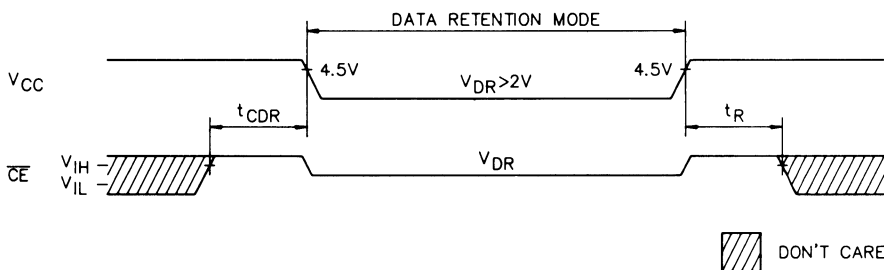 DATA RETENTION MODE
4.5V
4.5V
VCC
VDR>2V
tCDR
tR
VIH
CE
VIL
VDR
DON'T CARE